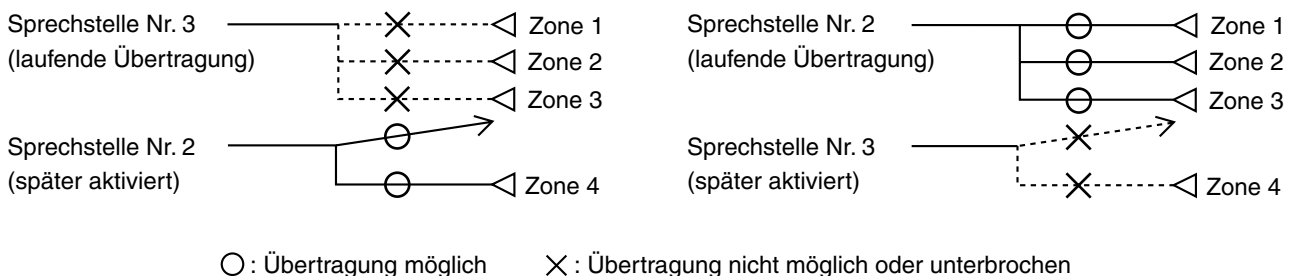 Sprechstelle Nr. 3
(laufende Übertragung)
Zone 1
Zone 2
Zone 3
Sprechstelle Nr. 2
(später aktiviert)
Zone 4
Sprechstelle Nr. 2
(laufende Übertragung)
Zone 1
Zone 2
Zone 3
Sprechstelle Nr. 3
(später aktiviert)
Zone 4
: Übertragung möglich
: Übertragung nicht möglich oder unterbrochen